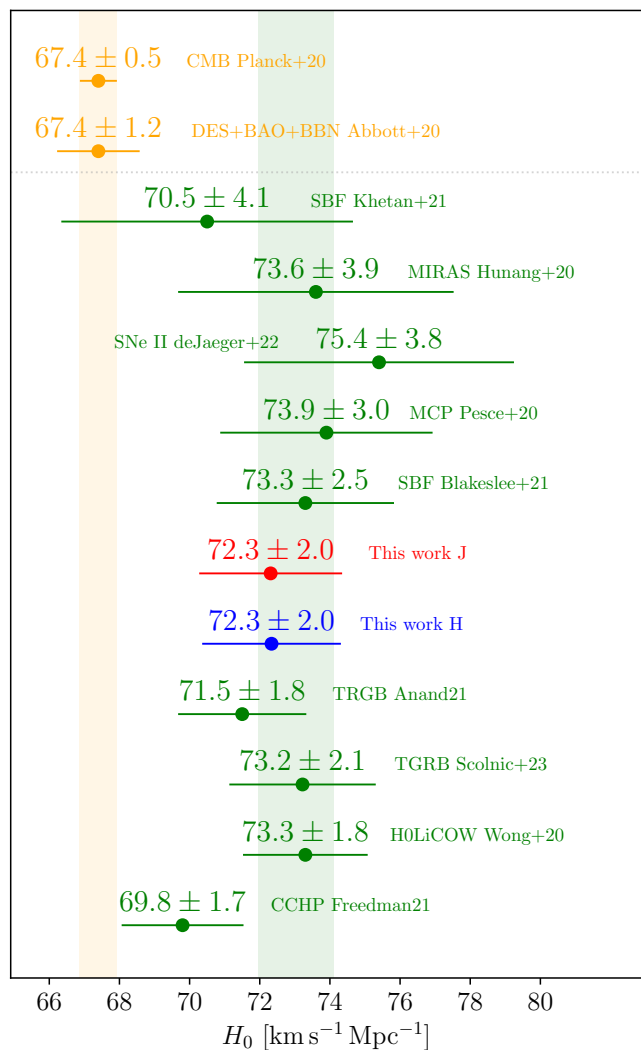 67.4 ± 0.5 CMB Planck+20
67.4 ± 1.2 DES+BAO+BBN Abbott+20
70.5 ± 4.1 SBF Khetan+21
73.6 ± 3.9 MIRAS Hunang+20
SNe II deJaeger+22 75.4 ± 3.8
73.9 ± 3.0 MCP Pesce+20
73.3 ± 2.5 SBF Blakeslee+21
72.3 ± 2.0 This work J
72.3 ± 2.0 This work H
71.5 ± 1.8 TRGB Anand21
73.2 ± 2.1 TGRB Scolnic+23
73.3 ± 1.8 H0LiCOW Wong+20
69.8 ± 1.7 CCHP Freedman21
66 68 70 72 74 76 78 80
H₀ [km s⁻¹ Mpc⁻¹]